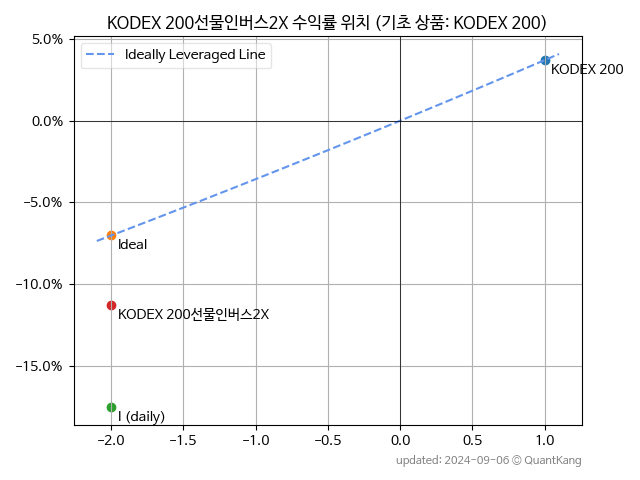 KODEX 200선물인버스2X 수익률 위치 (기초 상품: KODEX 200)
5.0%
Ideally Leveraged Line
KODEX 200
0.0%
−5.0%
Ideal
−10.0%
KODEX 200선물인버스2X
−15.0%
I (daily)
−2.0 −1.5 −1.0 −0.5 0.0 0.5 1.0
updated: 2024-09-06 © QuantKang